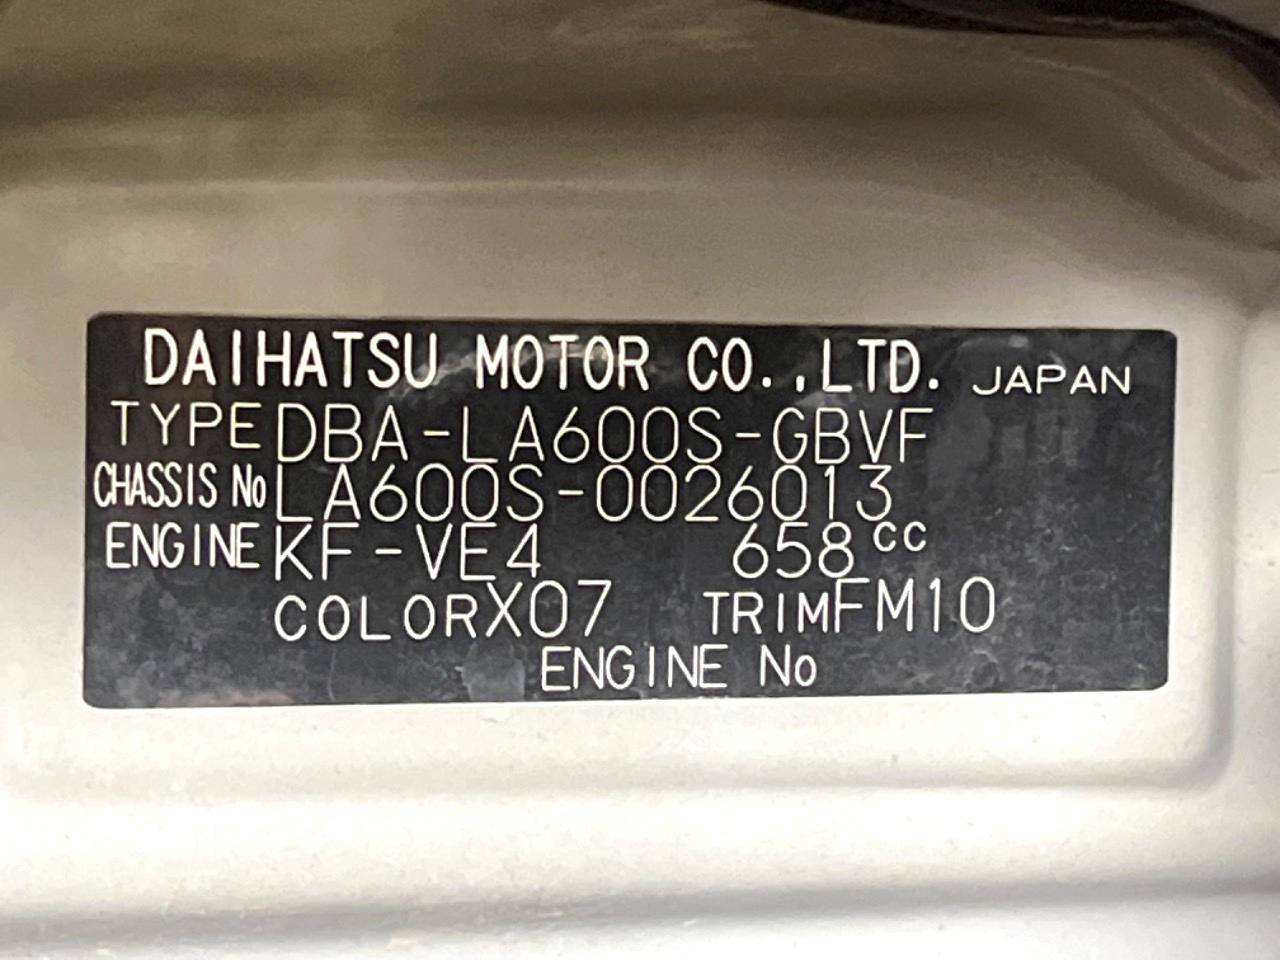 DAIHATSU MOTOR CO.,LTD. JAPAN
TYPE DBA-LA600S-GBVF
CHASSIS No LA600S-0026013
ENGINE KF-VE4 658cc
COLOR X07 TRIM FM10
ENGINE No